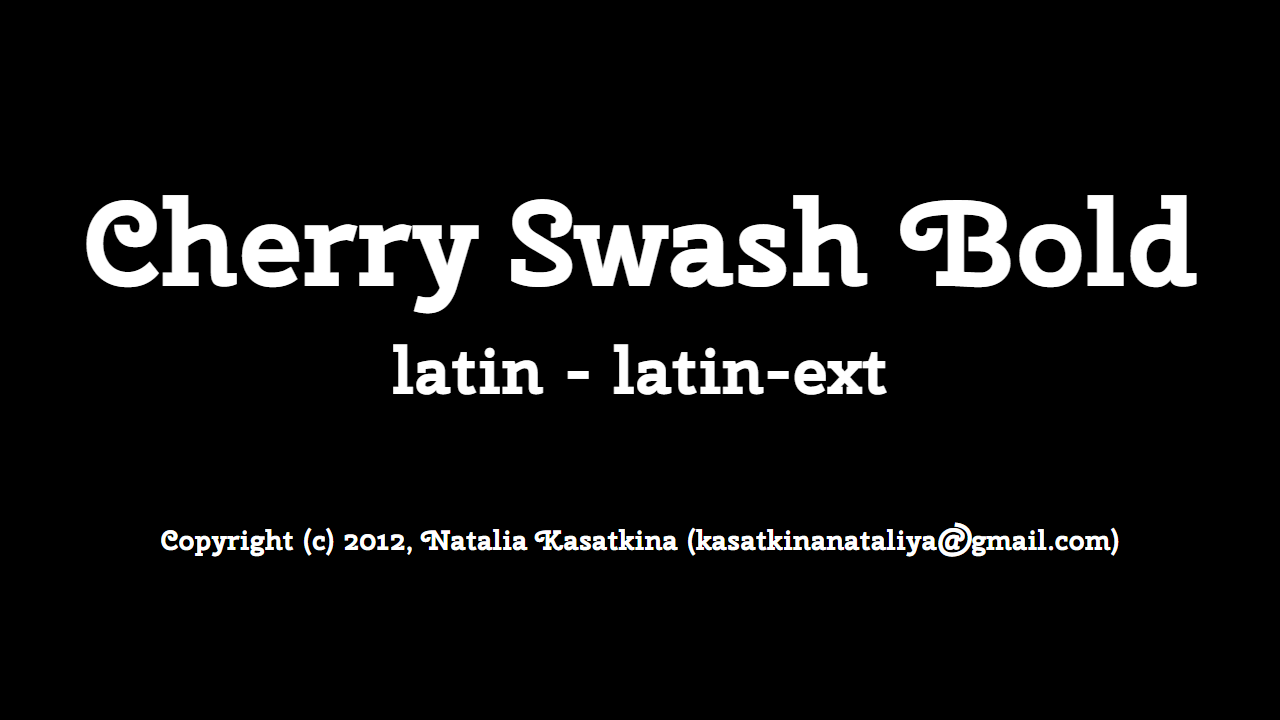 Cherry Swash Bold
latin - latin-ext
Copyright (c) 2012, Natalia Kasatkina (kasatkinanataliya@gmail.com)